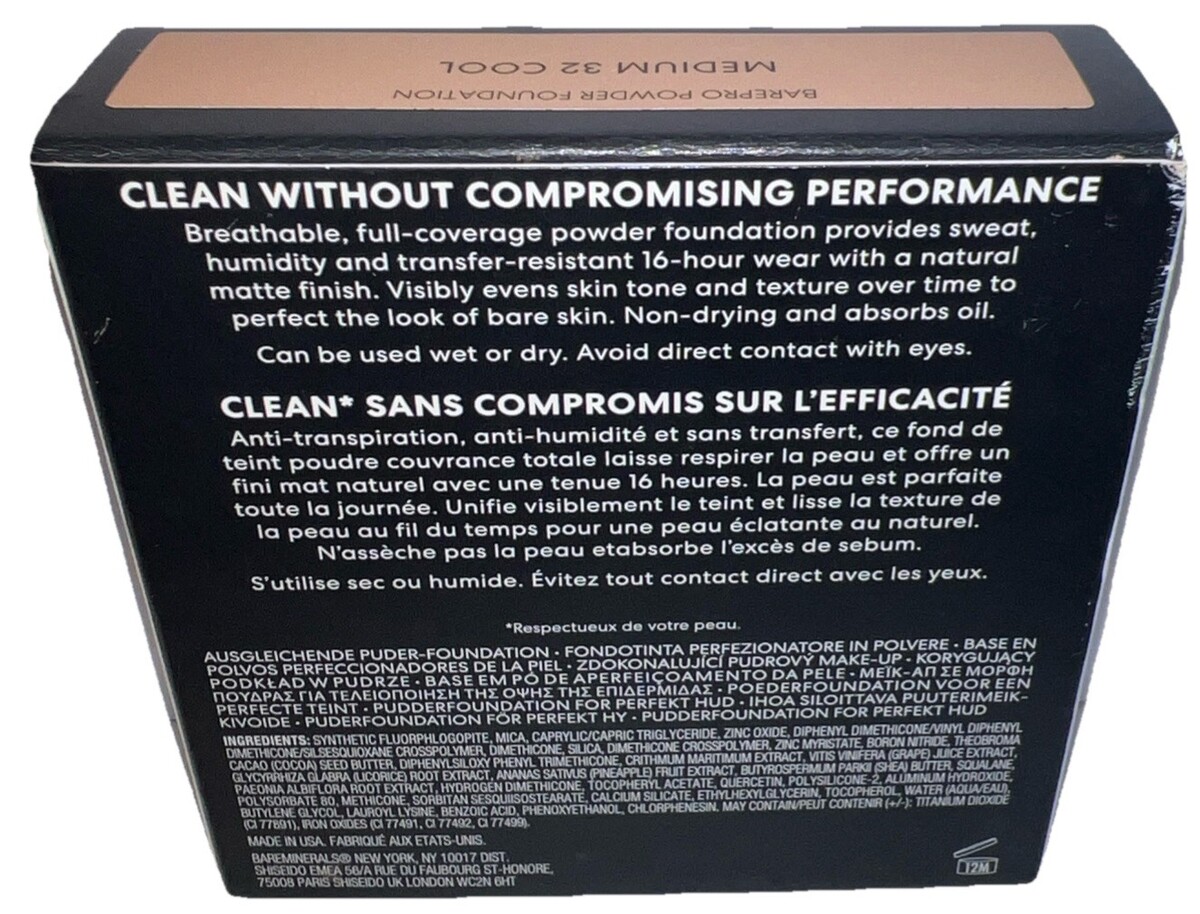 MEDIUM 32 COOL
BAREPRO POWDER FOUNDATION
CLEAN WITHOUT COMPROMISING PERFORMANCE
Breathable, full-coverage powder foundation provides sweat,
humidity and transfer-resistant 16-hour wear with a natural
matte finish. Visibly evens skin tone and texture over time to
perfect the look of bare skin. Non-drying and absorbs oil.
Can be used wet or dry. Avoid direct contact with eyes.
CLEAN* SANS COMPROMIS SUR L'EFFICACITÉ
Anti-transpiration, anti-humidité et sans transfert, ce fond de
teint poudre couvrance totale laisse respirer la peau et offre un
fini mat naturel avec une tenue 16 heures. La peau est parfaite
toute la journée. Unifie visiblement le teint et lisse la texture de
la peau au fil du temps pour une peau éclatante au naturel.
N'assèche pas la peau etabsorbe l'excès de sebum.
S'utilise sec ou humide. Évitez tout contact direct avec les yeux.
*Respectueux de votre peau.
AUSGLEICHENDE PUDER-FOUNDATION · FONDOTINTA PERFEZIONATORE IN POLVERE · BASE EN
POLVOS PERFECCIONADORES DE LA PIEL · ZDOKONALUJÍCÍ PUDROVÝ MAKE-UP · KORYGUJĄCY
PODKŁAD W PUDRZE · BASE EM PÓ DE APERFEIÇOAMENTO DA PELE · ΜΕΪΚ-ΑΠ ΣΕ ΜΟΡΦΗ
ΠΟΥΔΡΑΣ ΓΙΑ ΤΕΛΕΙΟΠΟΙΗΣΗ ΤΗΣ ΟΨΗΣ ΤΗΣ ΕΠΙΔΕΡΜΙΔΑΣ · POEDERFOUNDATION VOOR EEN
PERFECTE TEINT · PUDDERFOUNDATION FOR PERFEKT HUD · IHOA SILOITTAVA PUUTERIMEIK-
KIVOIDE · PUDERFOUNDATION FÖR PERFEKT HY · PUDDERFOUNDATION FOR PERFEKT HUD
INGREDIENTS: SYNTHETIC FLUORPHLOGOPITE, MICA, CAPRYLIC/CAPRIC TRIGLYCERIDE, ZINC OXIDE, DIPHENYL DIMETHICONE/VINYL DIPHENYL
DIMETHICONE/SILSESQUIOXANE CROSSPOLYMER, DIMETHICONE, SILICA, DIMETHICONE CROSSPOLYMER, ZINC MYRISTATE, BORON NITRIDE, THEOBROMA
CACAO (COCOA) SEED BUTTER, DIPHENYLSILOXY PHENYL TRIMETHICONE, CRITHMUM MARITIMUM EXTRACT, VITIS VINIFERA (GRAPE) JUICE EXTRACT,
GLYCYRRHIZA GLABRA (LICORICE) ROOT EXTRACT, ANANAS SATIVUS (PINEAPPLE) FRUIT EXTRACT, BUTYROSPERMUM PARKII (SHEA) BUTTER, SQUALANE,
PAEONIA ALBIFLORA ROOT EXTRACT, HYDROGEN DIMETHICONE, TOCOPHERYL ACETATE, QUERCETIN, POLYSILICONE-2, ALUMINUM HYDROXIDE,
POLYSORBATE 80, METHICONE, SORBITAN SESQUIISOSTEARATE, CALCIUM SILICATE, ETHYLHEXYLGLYCERIN, TOCOPHEROL, WATER (AQUA/EAU),
BUTYLENE GLYCOL, LAUROYL LYSINE, BENZOIC ACID, PHENOXYETHANOL, CHLORPHENESIN. MAY CONTAIN/PEUT CONTENIR (+/-): TITANIUM DIOXIDE
(CI 77891), IRON OXIDES (CI 77491, CI 77492, CI 77499).
MADE IN USA. FABRIQUÉ AUX ETATS-UNIS.
BAREMINERALS® NEW YORK, NY 10017 DIST.
SHISEIDO EMEA 56/A RUE DU FAUBOURG ST-HONORE,
75008 PARIS SHISEIDO UK LONDON WC2N 6HT
12M